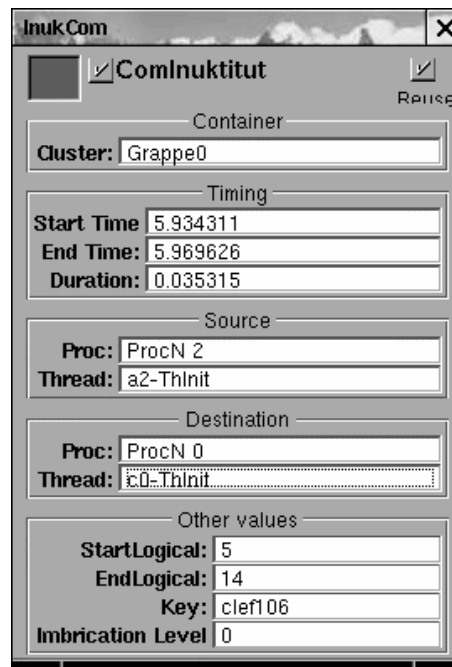 InukCom
ComInuktitut
Reuse
Container
Cluster: Grappe0
Timing
Start Time 5.934311
End Time: 5.969626
Duration: 0.035315
Source
Proc: ProcN 2
Thread: a2-ThInit
Destination
Proc: ProcN 0
Thread: c0-ThInit
Other values
StartLogical: 5
EndLogical: 14
Key: clef106
Imbrication Level 0